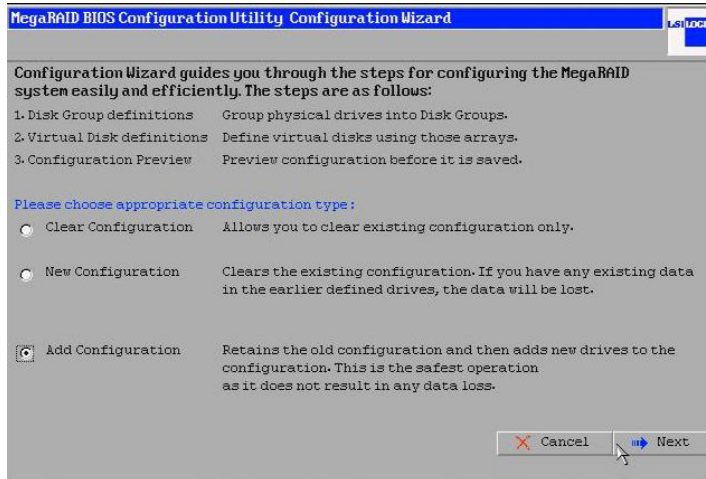 MegaRAID BIOS Configuration Utility Configuration Wizard
LSI LOGIC
Configuration Wizard guides you through the steps for configuring the MegaRAID
system easily and efficiently. The steps are as follows:
1. Disk Group definitions Group physical drives into Disk Groups.
2. Virtual Disk definitions Define virtual disks using those arrays.
3. Configuration Preview Preview configuration before it is saved.
Please choose appropriate configuration type:
Clear Configuration Allows you to clear existing configuration only.
New Configuration Clears the existing configuration. If you have any existing data
in the earlier defined drives, the data will be lost.
Add Configuration Retains the old configuration and then adds new drives to the
configuration. This is the safest operation
as it does not result in any data loss.
Cancel Next